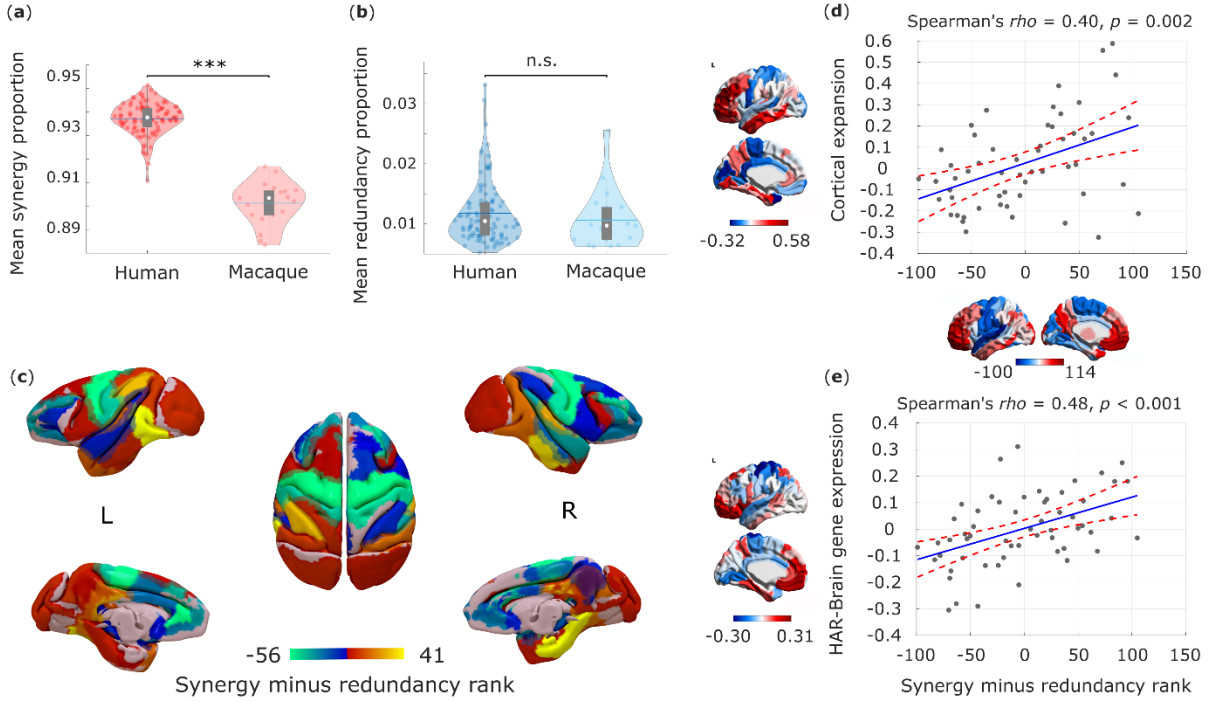 (a)
***
Mean synergy proportion
0.95
0.93
0.91
0.89
Human
Macaque
(b)
n.s.
Mean redundancy proportion
0.03
0.02
0.01
Human
Macaque
L
-0.32
0.58
(d)
Spearman's rho = 0.40, p = 0.002
Cortical expansion
0.6
0.5
0.4
0.3
0.2
0.1
0
-0.1
-0.2
-0.3
0.4
-100
-50
0
50
100
150
-100
114
(c)
L
R
-56
41
Synergy minus redundancy rank
L
-0.30
0.31
(e)
Spearman's rho = 0.48, p < 0.001
HAR-Brain gene expression
0.4
0.3
0.2
0.1
0
-0.1
-0.2
-0.3
-0.4
-100
-50
0
50
100
150
Synergy minus redundancy rank